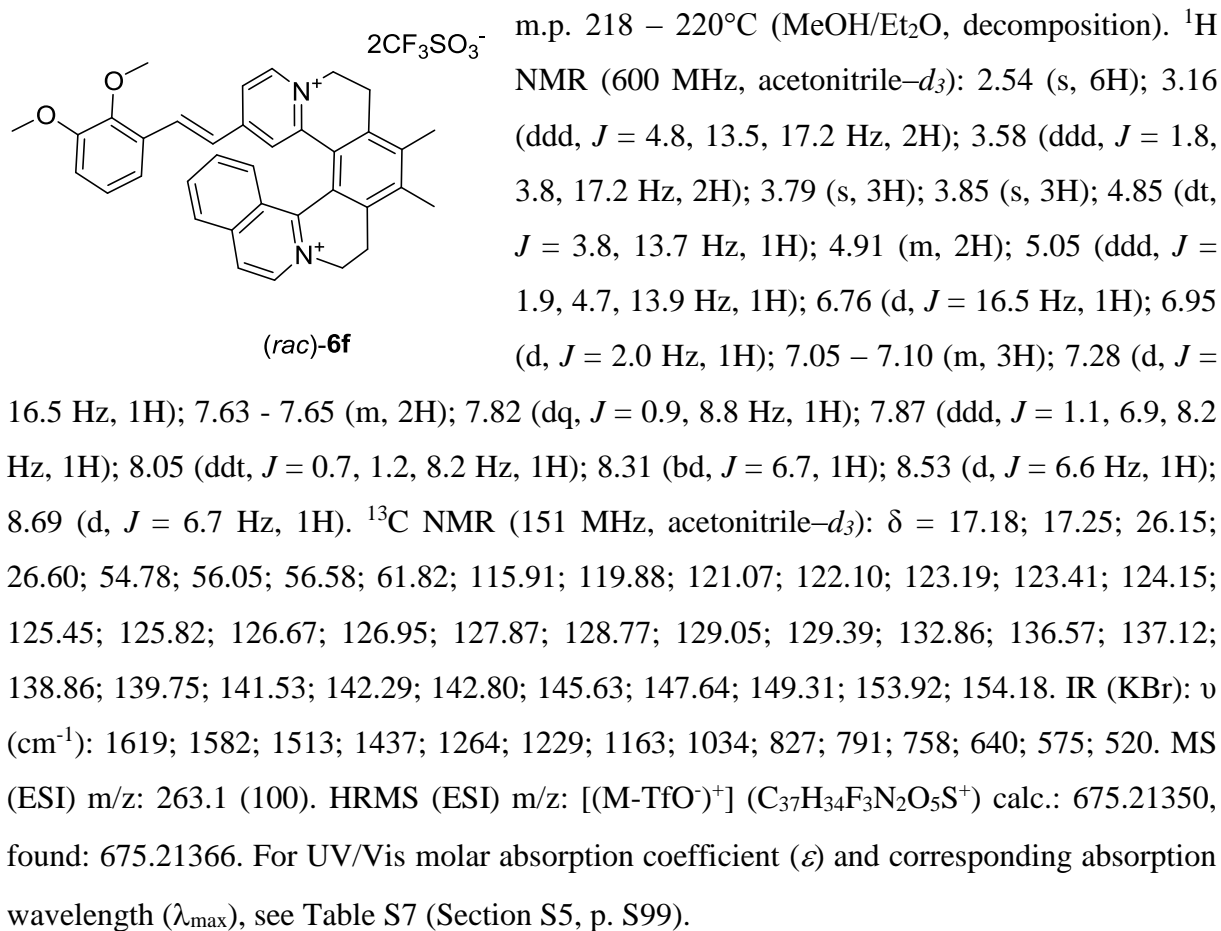 2CF₃SO₃⁻
O
O
N⁺
N⁺
(rac)-6f
m.p. 218 – 220°C (MeOH/Et₂O, decomposition). ¹H
NMR (600 MHz, acetonitrile–d₃): 2.54 (s, 6H); 3.16
(ddd, J = 4.8, 13.5, 17.2 Hz, 2H); 3.58 (ddd, J = 1.8,
3.8, 17.2 Hz, 2H); 3.79 (s, 3H); 3.85 (s, 3H); 4.85 (dt,
J = 3.8, 13.7 Hz, 1H); 4.91 (m, 2H); 5.05 (ddd, J =
1.9, 4.7, 13.9 Hz, 1H); 6.76 (d, J = 16.5 Hz, 1H); 6.95
(d, J = 2.0 Hz, 1H); 7.05 – 7.10 (m, 3H); 7.28 (d, J =
16.5 Hz, 1H); 7.63 - 7.65 (m, 2H); 7.82 (dq, J = 0.9, 8.8 Hz, 1H); 7.87 (ddd, J = 1.1, 6.9, 8.2
Hz, 1H); 8.05 (ddt, J = 0.7, 1.2, 8.2 Hz, 1H); 8.31 (bd, J = 6.7, 1H); 8.53 (d, J = 6.6 Hz, 1H);
8.69 (d, J = 6.7 Hz, 1H). ¹³C NMR (151 MHz, acetonitrile–d₃): δ = 17.18; 17.25; 26.15;
26.60; 54.78; 56.05; 56.58; 61.82; 115.91; 119.88; 121.07; 122.10; 123.19; 123.41; 124.15;
125.45; 125.82; 126.67; 126.95; 127.87; 128.77; 129.05; 129.39; 132.86; 136.57; 137.12;
138.86; 139.75; 141.53; 142.29; 142.80; 145.63; 147.64; 149.31; 153.92; 154.18. IR (KBr): υ
(cm⁻¹): 1619; 1582; 1513; 1437; 1264; 1229; 1163; 1034; 827; 791; 758; 640; 575; 520. MS
(ESI) m/z: 263.1 (100). HRMS (ESI) m/z: [(M-TfO⁻)⁺] (C₃₇H₃₄F₃N₂O₅S⁺) calc.: 675.21350,
found: 675.21366. For UV/Vis molar absorption coefficient (ε) and corresponding absorption
wavelength (λₘₐₓ), see Table S7 (Section S5, p. S99).